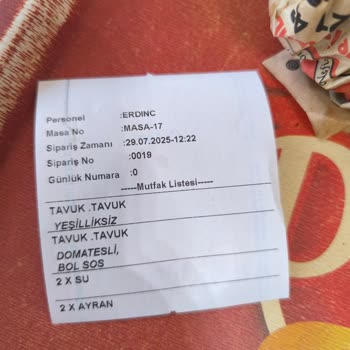 Personel :ERDINC
Masa No :MASA-17
Sipariş Zamanı :29.07.2025-12:22
Sipariş No :0019
Günlük Numara :0
-----Mutfak Listesi-----
TAVUK .TAVUK
YEŞİLLİKSİZ
TAVUK .TAVUK
DOMATESLİ,
BOL SOS
2 X SU
2 X AYRAN